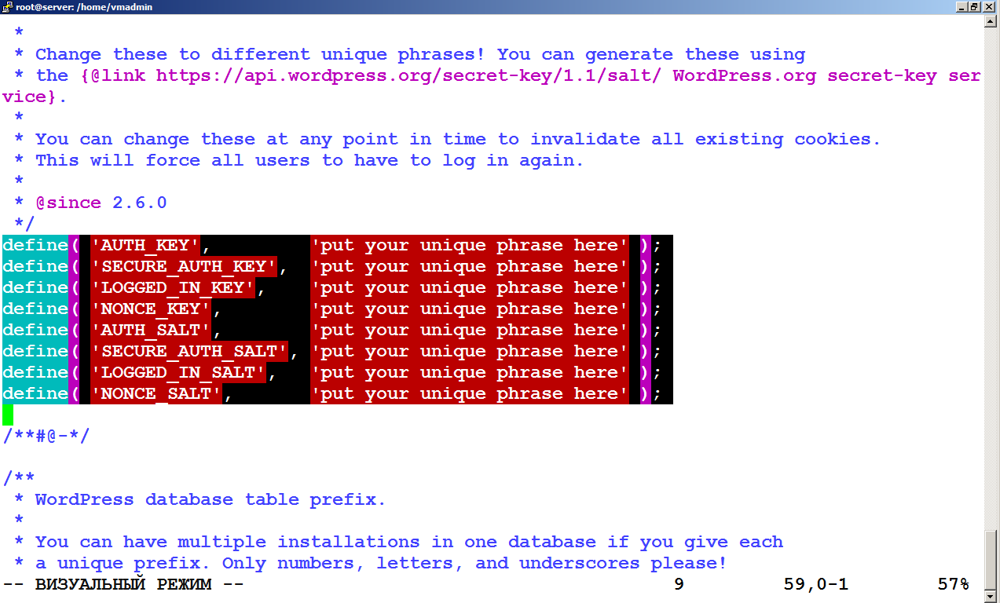 root@server: /home/vmadmin
 *
 * Change these to different unique phrases! You can generate these using
 * the {@link https://api.wordpress.org/secret-key/1.1/salt/ WordPress.org secret-key ser
vice}.
 *
 * You can change these at any point in time to invalidate all existing cookies.
 * This will force all users to have to log in again.
 *
 * @since 2.6.0
 */
define( 'AUTH_KEY',         'put your unique phrase here' );
define( 'SECURE_AUTH_KEY',  'put your unique phrase here' );
define( 'LOGGED_IN_KEY',    'put your unique phrase here' );
define( 'NONCE_KEY',        'put your unique phrase here' );
define( 'AUTH_SALT',        'put your unique phrase here' );
define( 'SECURE_AUTH_SALT', 'put your unique phrase here' );
define( 'LOGGED_IN_SALT',   'put your unique phrase here' );
define( 'NONCE_SALT',       'put your unique phrase here' );
/**#@-*/
/**
 * WordPress database table prefix.
 *
 * You can have multiple installations in one database if you give each
 * a unique prefix. Only numbers, letters, and underscores please!
-- ВИЗУАЛЬНЫЙ РЕЖИМ -- 9 59,0-1 57%